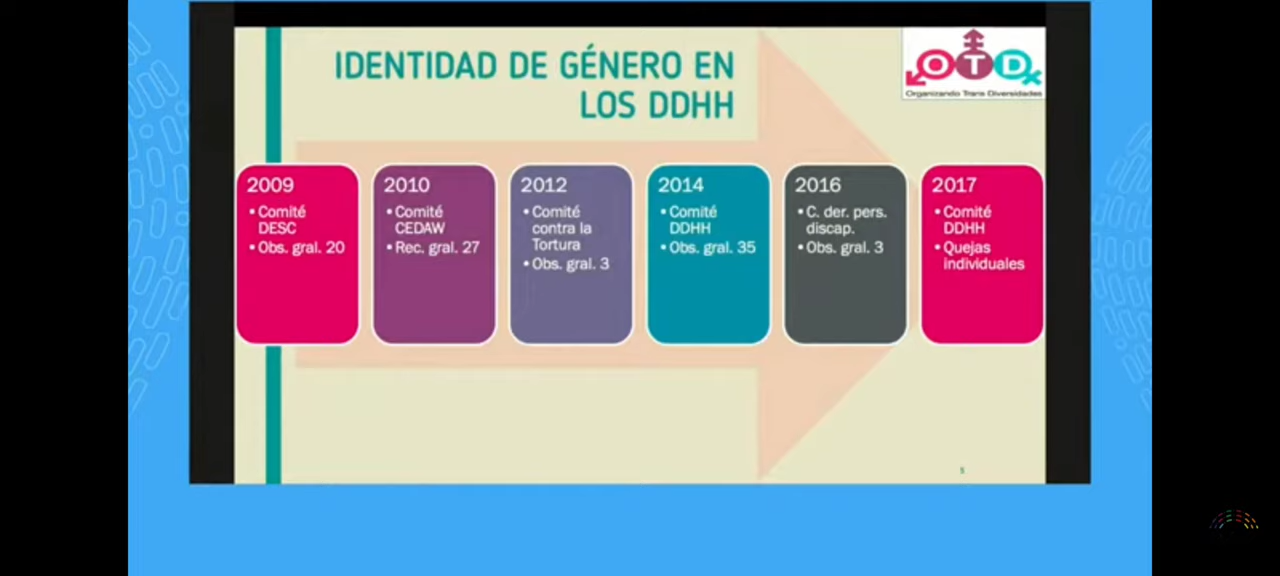 IDENTIDAD DE GÉNERO EN
LOS DDHH
OTD
Organizando Trans Diversidades
2009
• Comité
DESC
• Obs. gral. 20
2010
• Comité
CEDAW
• Rec. gral. 27
2012
• Comité
contra la
Tortura
• Obs. gral. 3
2014
• Comité
DDHH
• Obs. gral. 35
2016
• C. der. pers.
discap.
• Obs. gral. 3
2017
• Comité
DDHH
• Quejas
individuales